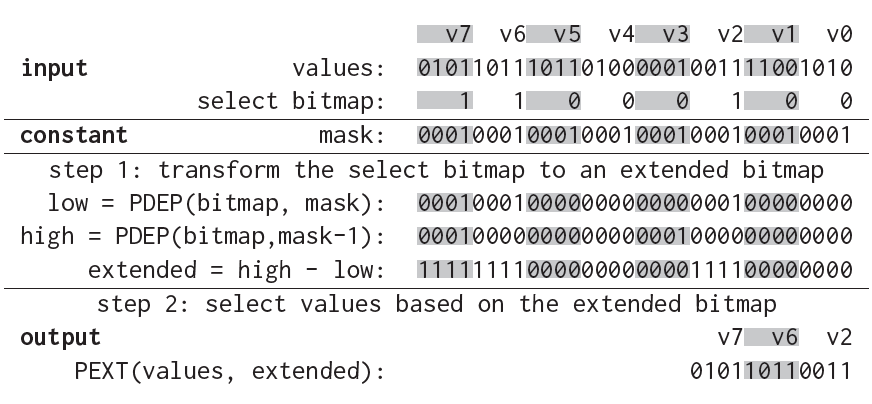 v7 v6 v5 v4 v3 v2 v1 v0
input values: 01011011101101000001001111001010
select bitmap: 1 1 0 0 0 1 0 0
constant mask: 00010001000100010001000100010001
step 1: transform the select bitmap to an extended bitmap
low = PDEP(bitmap, mask): 00010001000000000000000100000000
high = PDEP(bitmap,mask-1): 00010000000000000001000000000000
extended = high - low: 11111111000000000000111100000000
step 2: select values based on the extended bitmap
output v7 v6 v2
PEXT(values, extended): 010110110011